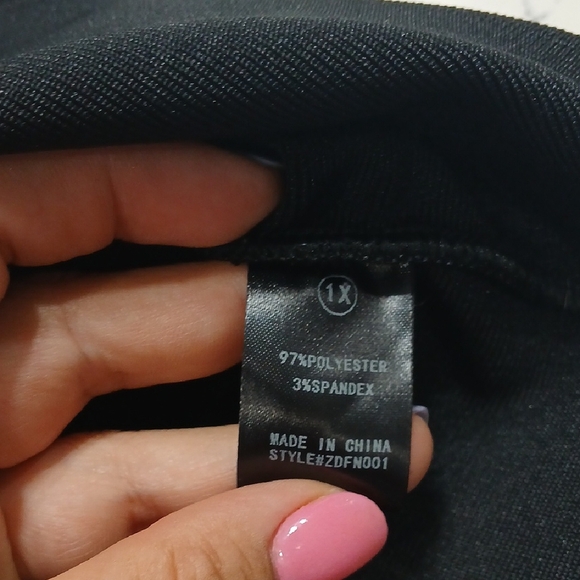 1X
97%POLYESTER
3%SPANDEX
MADE IN CHINA
STYLE#ZDFN001